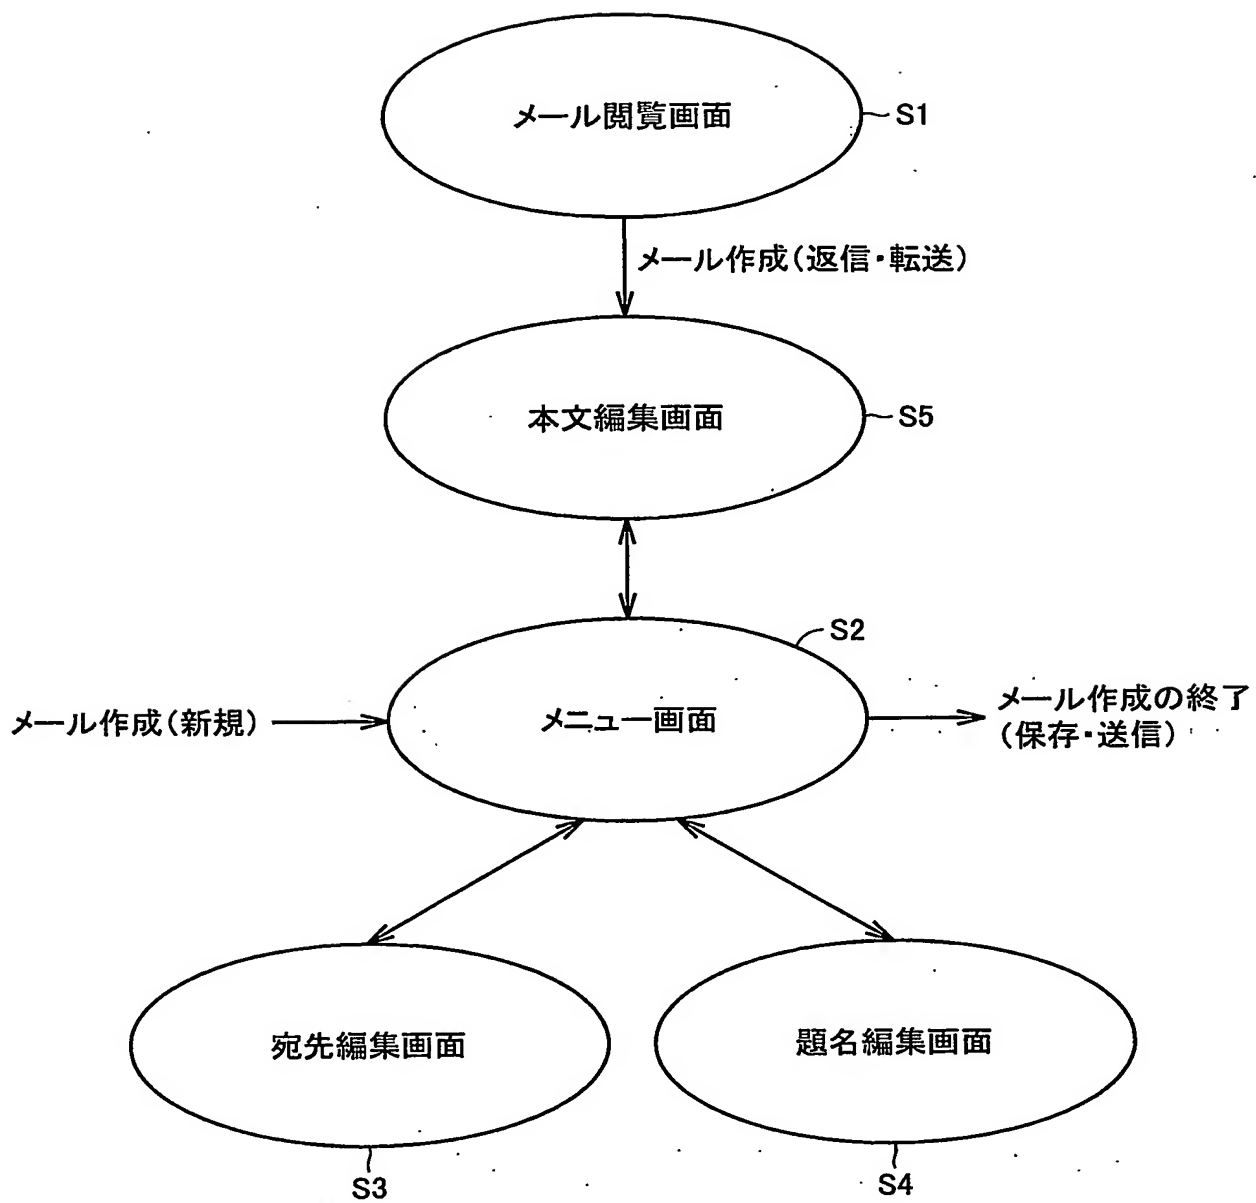 メール閲覧画面
S1
メール作成(返信・転送)
本文編集画面
S5
S2
メール作成(新規)
メニュー画面
メール作成の終了
(保存・送信)
宛先編集画面
題名編集画面
S3
S4